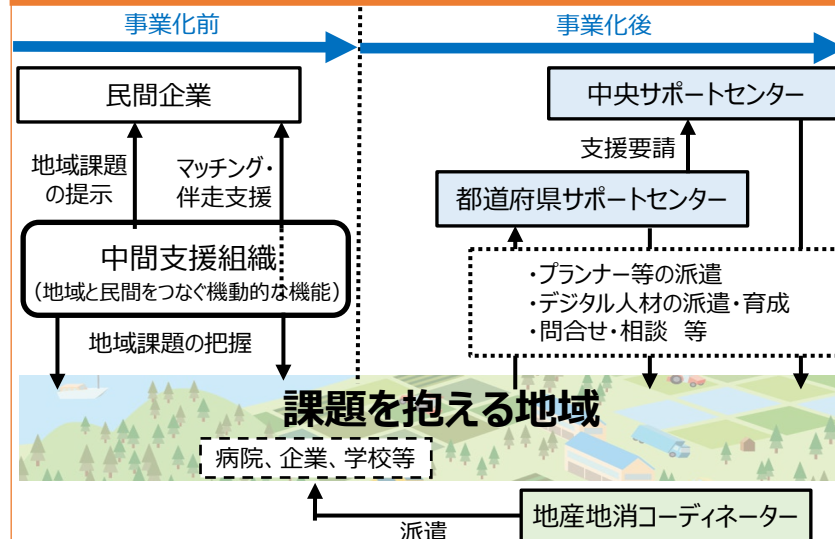 事業化前
事業化後
民間企業
中央サポートセンター
地域課題
の提示
マッチング・
伴走支援
支援要請
都道府県サポートセンター
中間支援組織
（地域と民間をつなぐ機動的な機能）
・プランナー等の派遣
・デジタル人材の派遣・育成
・問合せ・相談 等
地域課題の把握
課題を抱える地域
病院、企業、学校等
地産地消コーディネーター
派遣